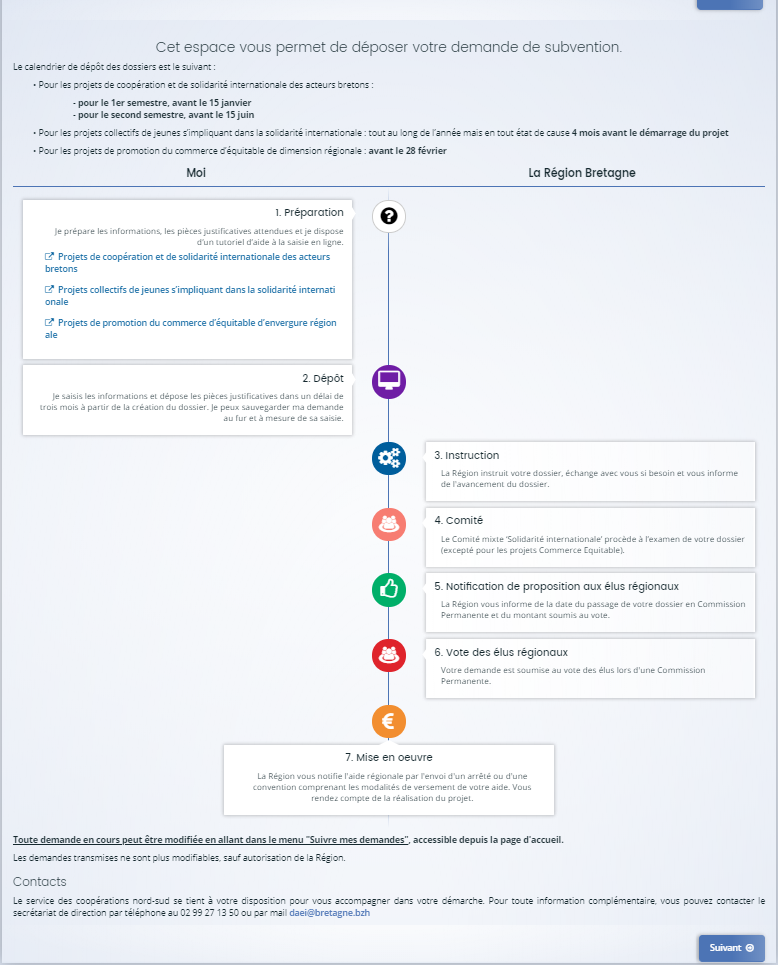 Cet espace vous permet de déposer votre demande de subvention.
Le calendrier de dépôt des dossiers est le suivant :
• Pour les projets de coopération et de solidarité internationale des acteurs bretons :
- pour le 1er semestre, avant le 15 janvier
- pour le second semestre, avant le 15 juin
• Pour les projets collectifs de jeunes s'impliquant dans la solidarité internationale : tout au long de l'année mais en tout état de cause 4 mois avant le démarrage du projet
• Pour les projets de promotion du commerce d'équitable de dimension régionale : avant le 28 février
Moi
La Région Bretagne
1. Préparation
Je prépare les informations, les pièces justificatives attendues et je dispose
d'un tutoriel d'aide à la saisie en ligne.
Projets de coopération et de solidarité internationale des acteurs
bretons
Projets collectifs de jeunes s'impliquant dans la solidarité internati
onale
Projets de promotion du commerce d'équitable d'envergure région
ale
2. Dépôt
Je saisis les informations et dépose les pièces justificatives dans un délai de
trois mois à partir de la création du dossier. Je peux sauvegarder ma demande
au fur et à mesure de sa saisie.
3. Instruction
La Région instruit votre dossier, échange avec vous si besoin et vous informe
de l'avancement du dossier.
4. Comité
Le Comité mixte 'Solidarité internationale' procède à l'examen de votre dossier
(excepté pour les projets Commerce Equitable).
5. Notification de proposition aux élus régionaux
La Région vous informe de la date du passage de votre dossier en Commission
Permanente et du montant soumis au vote.
6. Vote des élus régionaux
Votre demande est soumise au vote des élus lors d'une Commission
Permanente.
€
7. Mise en oeuvre
La Région vous notifie l'aide régionale par l'envoi d'un arrêté ou d'une
convention comprenant les modalités de versement de votre aide. Vous
rendez compte de la réalisation du projet.
Toute demande en cours peut être modifiée en allant dans le menu "Suivre mes demandes", accessible depuis la page d'accueil.
Les demandes transmises ne sont plus modifiables, sauf autorisation de la Région.
Contacts
Le service des coopérations nord-sud se tient à votre disposition pour vous accompagner dans votre démarche. Pour toute information complémentaire, vous pouvez contacter le
secrétariat de direction par téléphone au 02 99 27 13 50 ou par mail daei@bretagne.bzh
Suivant